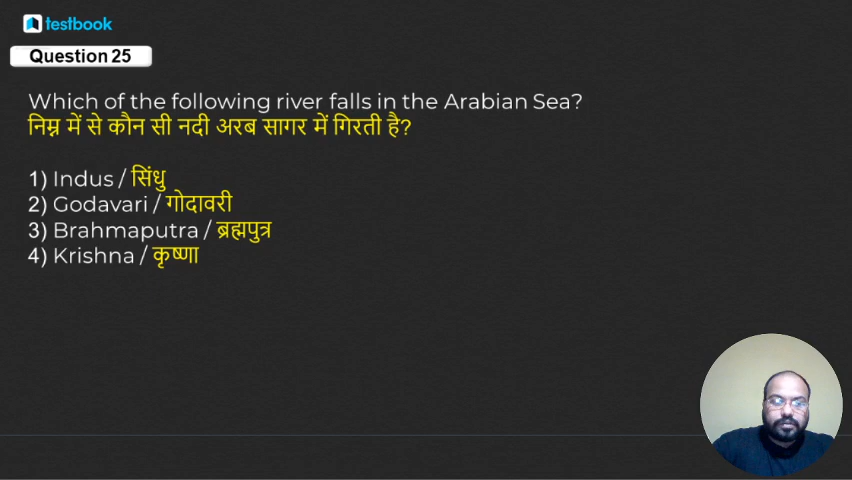 testbook
Question 25
Which of the following river falls in the Arabian Sea?
निम्न में से कौन सी नदी अरब सागर में गिरती है?
1) Indus / सिंधु
2) Godavari / गोदावरी
3) Brahmaputra / ब्रह्मपुत्र
4) Krishna / कृष्णा